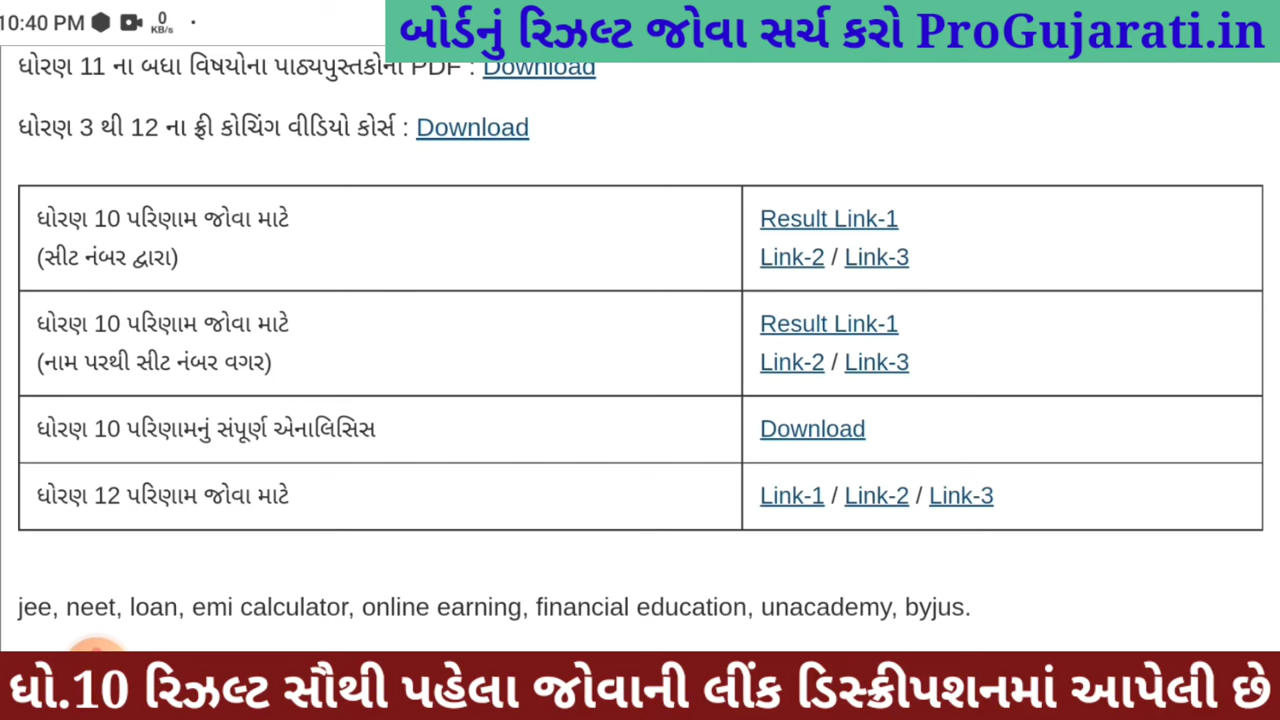 10:40 PM 0 KB/s
બોર્ડનું રિઝલ્ટ જોવા સર્ચ કરો ProGujarati.in
ધોરણ 11 ના બધા વિષયોના પાઠ્યપુસ્તકોના PDF : Download
ધોરણ 3 થી 12 ના ફ્રી કોચિંગ વીડિયો કોર્સ : Download
ધોરણ 10 પરિણામ જોવા માટે
(સીટ નંબર દ્વારા)
Result Link-1
Link-2 / Link-3
ધોરણ 10 પરિણામ જોવા માટે
(નામ પરથી સીટ નંબર વગર)
Result Link-1
Link-2 / Link-3
ધોરણ 10 પરિણામનું સંપૂર્ણ એનાલિસિસ
Download
ધોરણ 12 પરિણામ જોવા માટે
Link-1 / Link-2 / Link-3
jee, neet, loan, emi calculator, online earning, financial education, unacademy, byjus.
ધો.10 રિઝલ્ટ સૌથી પહેલા જોવાની લીંક ડિસ્ક્રીપશનમાં આપેલી છે